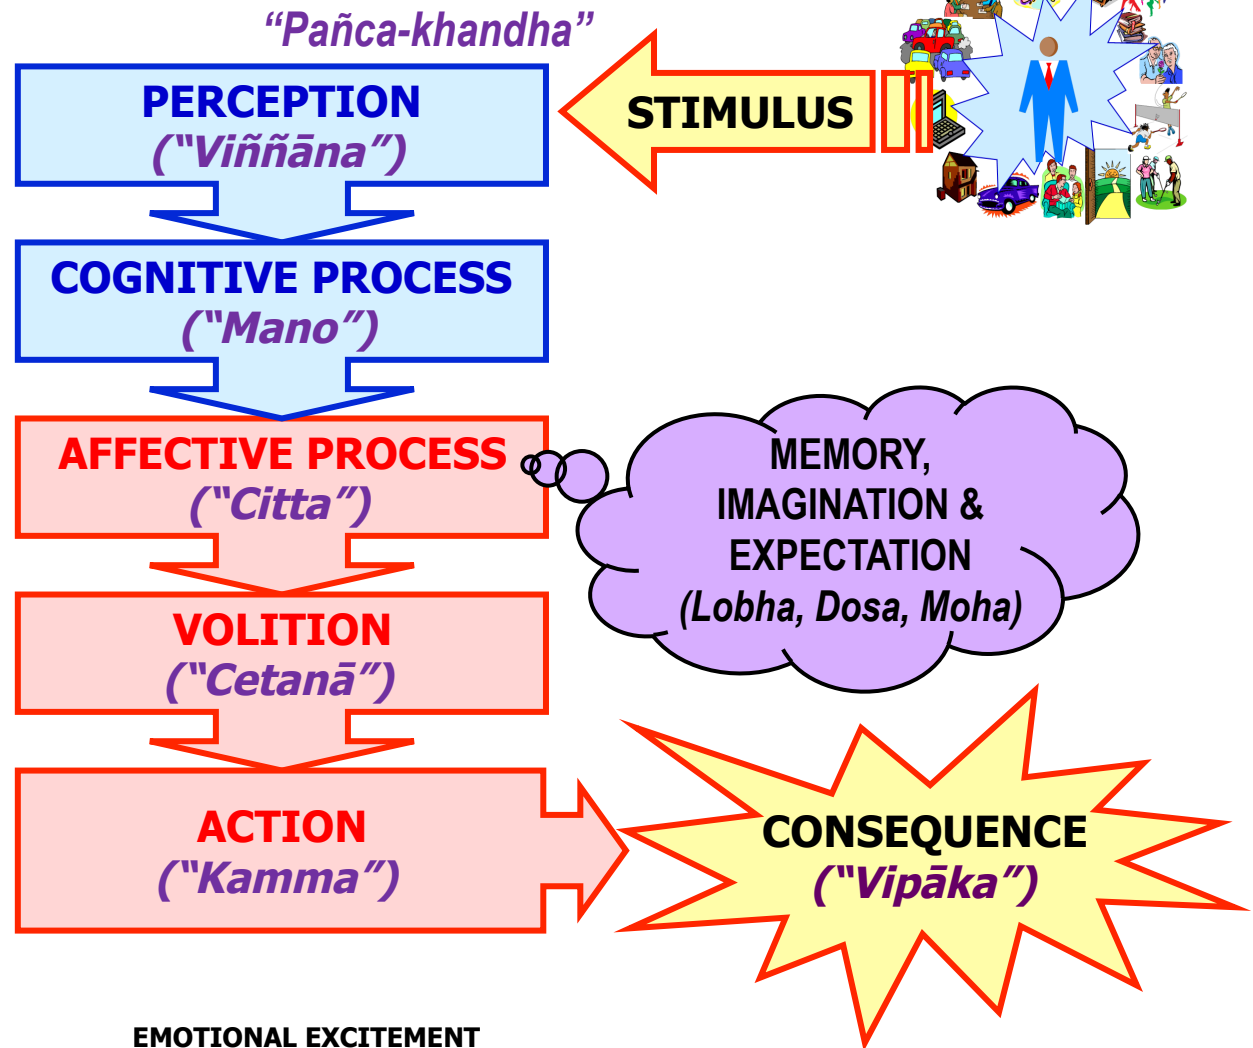 “Pañca-khandha”
STIMULUS
PERCEPTION
(“Viññāna”)
COGNITIVE PROCESS
(“Mano”)
AFFECTIVE PROCESS
(“Citta”)
MEMORY,
IMAGINATION &
EXPECTATION
(Lobha, Dosa, Moha)
VOLITION
(“Cetanā”)
ACTION
(“Kamma”)
CONSEQUENCE
(“Vipāka”)
EMOTIONAL EXCITEMENT